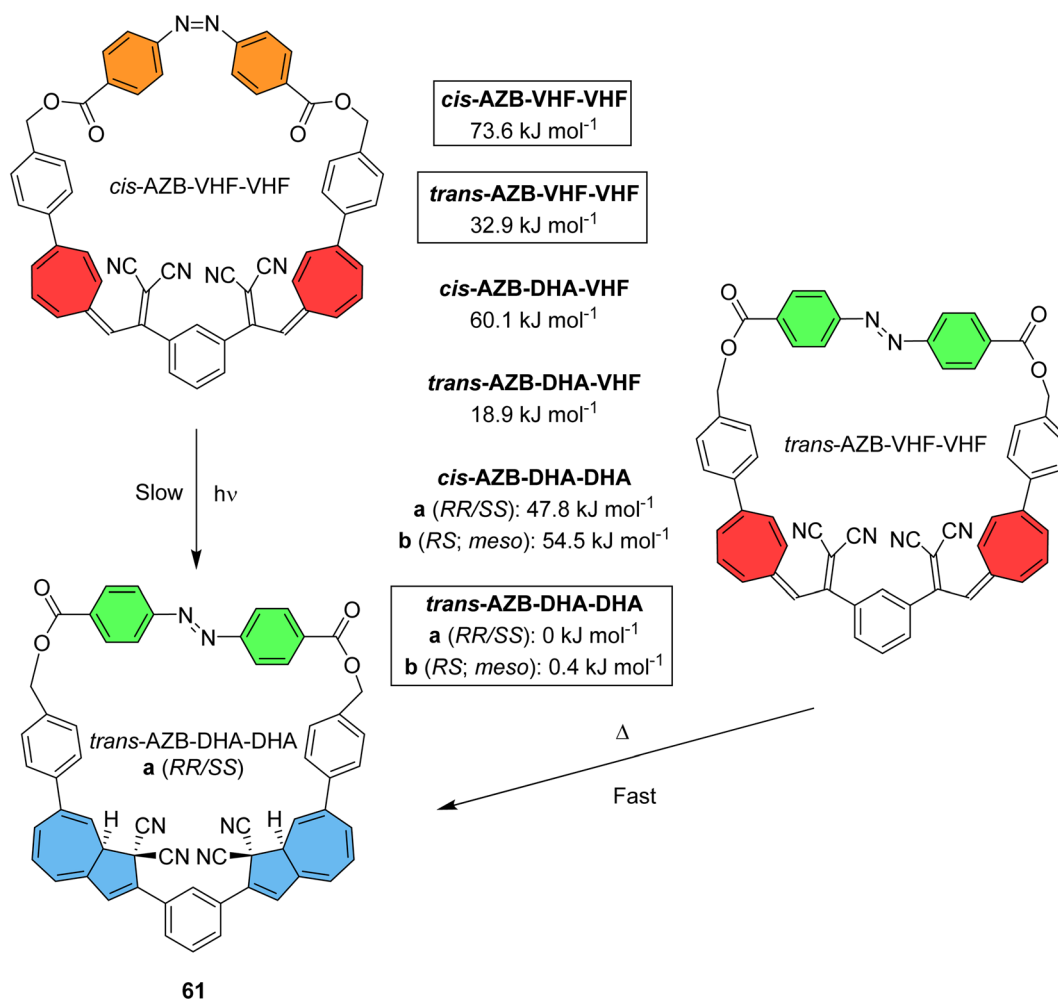 N=N
O
O
O
O
cis-AZB-VHF-VHF
NC
CN
NC
CN
Slow
hν
cis-AZB-VHF-VHF
73.6 kJ mol-1
trans-AZB-VHF-VHF
32.9 kJ mol-1
cis-AZB-DHA-VHF
60.1 kJ mol-1
trans-AZB-DHA-VHF
18.9 kJ mol-1
cis-AZB-DHA-DHA
a (RR/SS): 47.8 kJ mol-1
b (RS; meso): 54.5 kJ mol-1
trans-AZB-DHA-DHA
a (RR/SS): 0 kJ mol-1
b (RS; meso): 0.4 kJ mol-1
O
N
N
O
O
O
trans-AZB-VHF-VHF
NC
CN
NC
CN
Δ
Fast
O
N
N
O
O
O
trans-AZB-DHA-DHA
a (RR/SS)
H
CN
NC
H
CN
NC
61